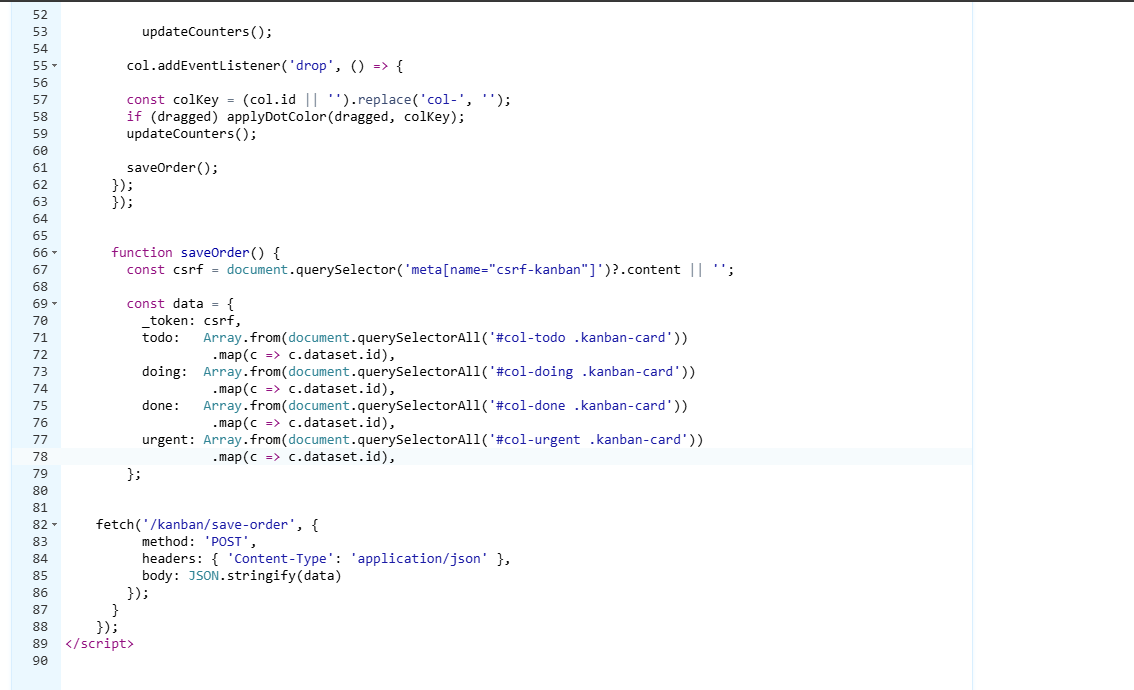 52
53 updateCounters();
54
55 col.addEventListener('drop', () => {
56
57 const colKey = (col.id || '').replace('col-', '');
58 if (dragged) applyDotColor(dragged, colKey);
59 updateCounters();
60
61 saveOrder();
62 });
63 });
64
65
66 function saveOrder() {
67 const csrf = document.querySelector('meta[name="csrf-kanban"]')?.content || '';
68
69 const data = {
70 _token: csrf,
71 todo: Array.from(document.querySelectorAll('#col-todo .kanban-card'))
72 .map(c => c.dataset.id),
73 doing: Array.from(document.querySelectorAll('#col-doing .kanban-card'))
74 .map(c => c.dataset.id),
75 done: Array.from(document.querySelectorAll('#col-done .kanban-card'))
76 .map(c => c.dataset.id),
77 urgent: Array.from(document.querySelectorAll('#col-urgent .kanban-card'))
78 .map(c => c.dataset.id),
79 };
80
81
82 fetch('/kanban/save-order', {
83 method: 'POST',
84 headers: { 'Content-Type': 'application/json' },
85 body: JSON.stringify(data)
86 });
87 }
88 });
89 </script>
90